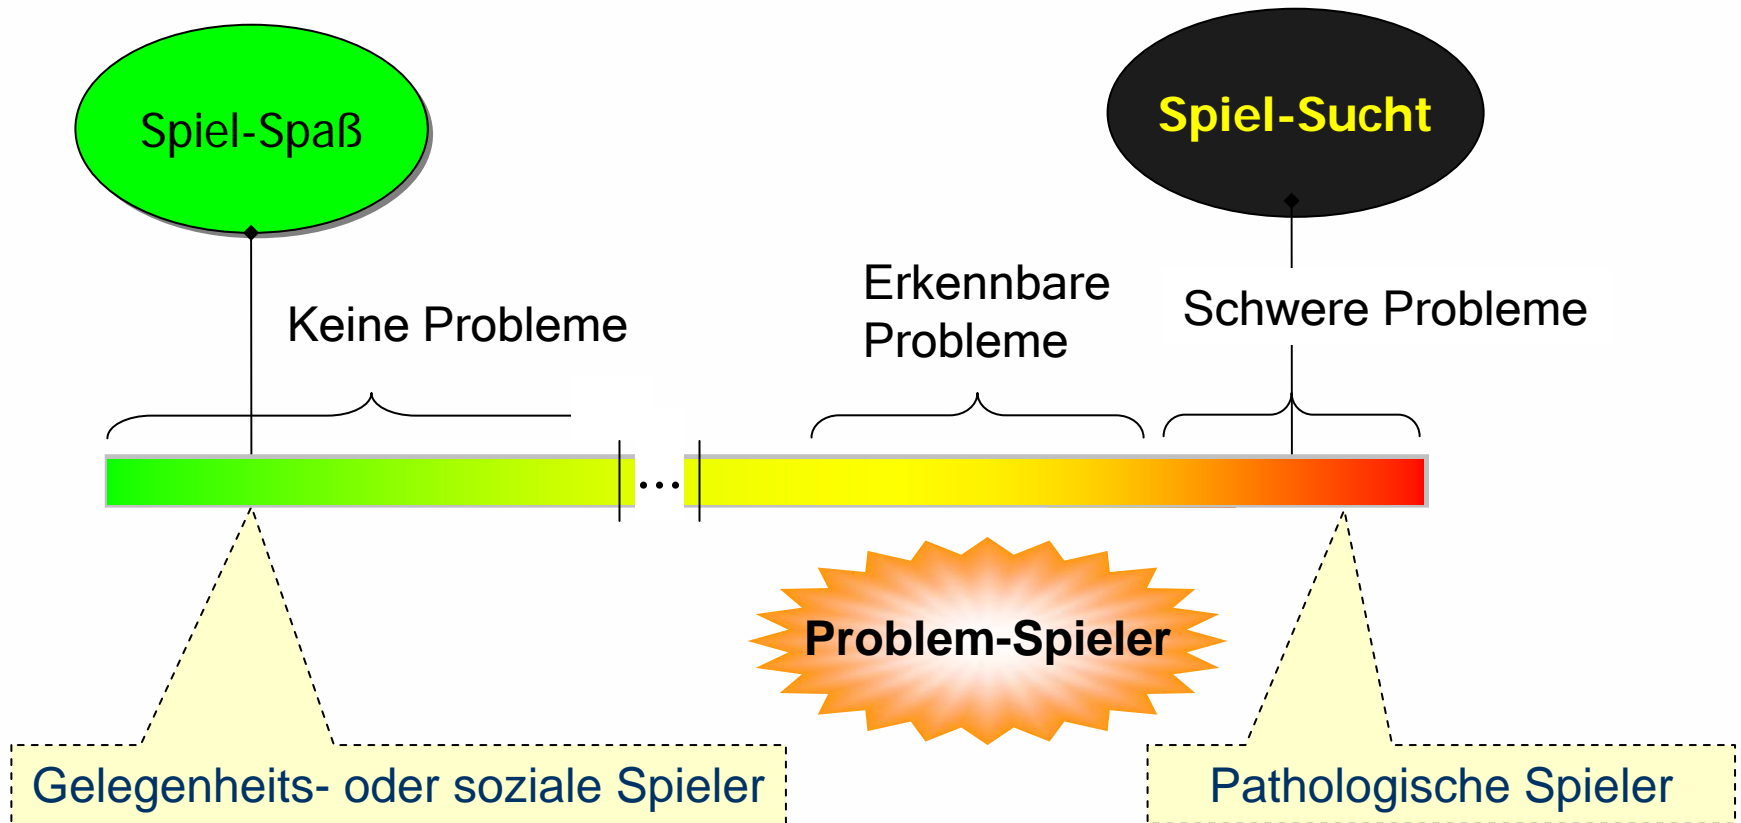 Spiel-Spaß
Spiel-Sucht
Keine Probleme
Erkennbare
Probleme
Schwere Probleme
...
Problem-Spieler
Gelegenheits- oder soziale Spieler
Pathologische Spieler